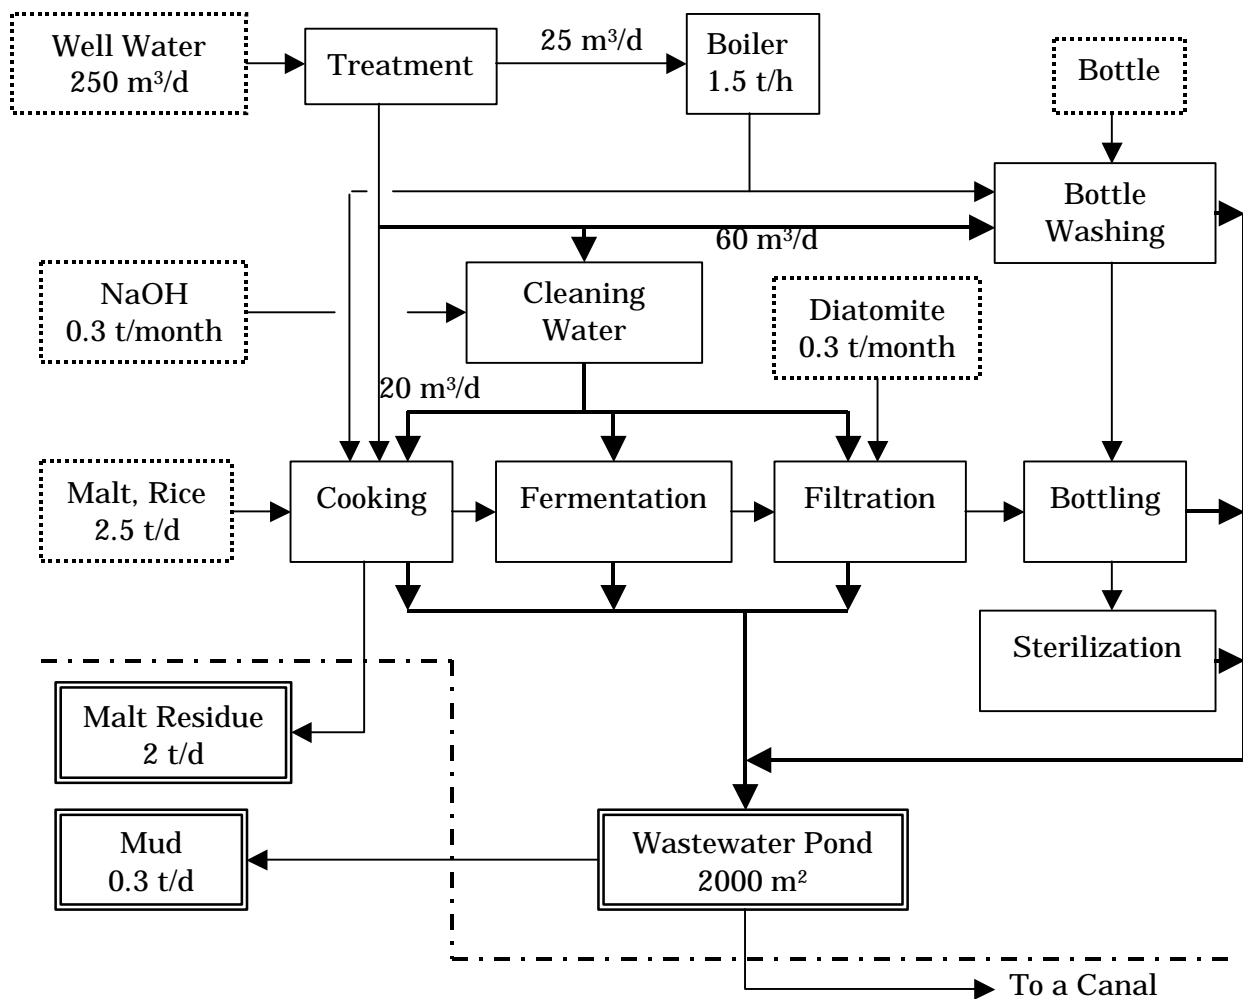 Well Water
250 m³/d
Treatment
25 m³/d
Boiler
1.5 t/h
Bottle
Bottle
Washing
60 m³/d
NaOH
0.3 t/month
Cleaning
Water
Diatomite
0.3 t/month
20 m³/d
Malt, Rice
2.5 t/d
Cooking
Fermentation
Filtration
Bottling
Sterilization
Malt Residue
2 t/d
Mud
0.3 t/d
Wastewater Pond
2000 m²
To a Canal